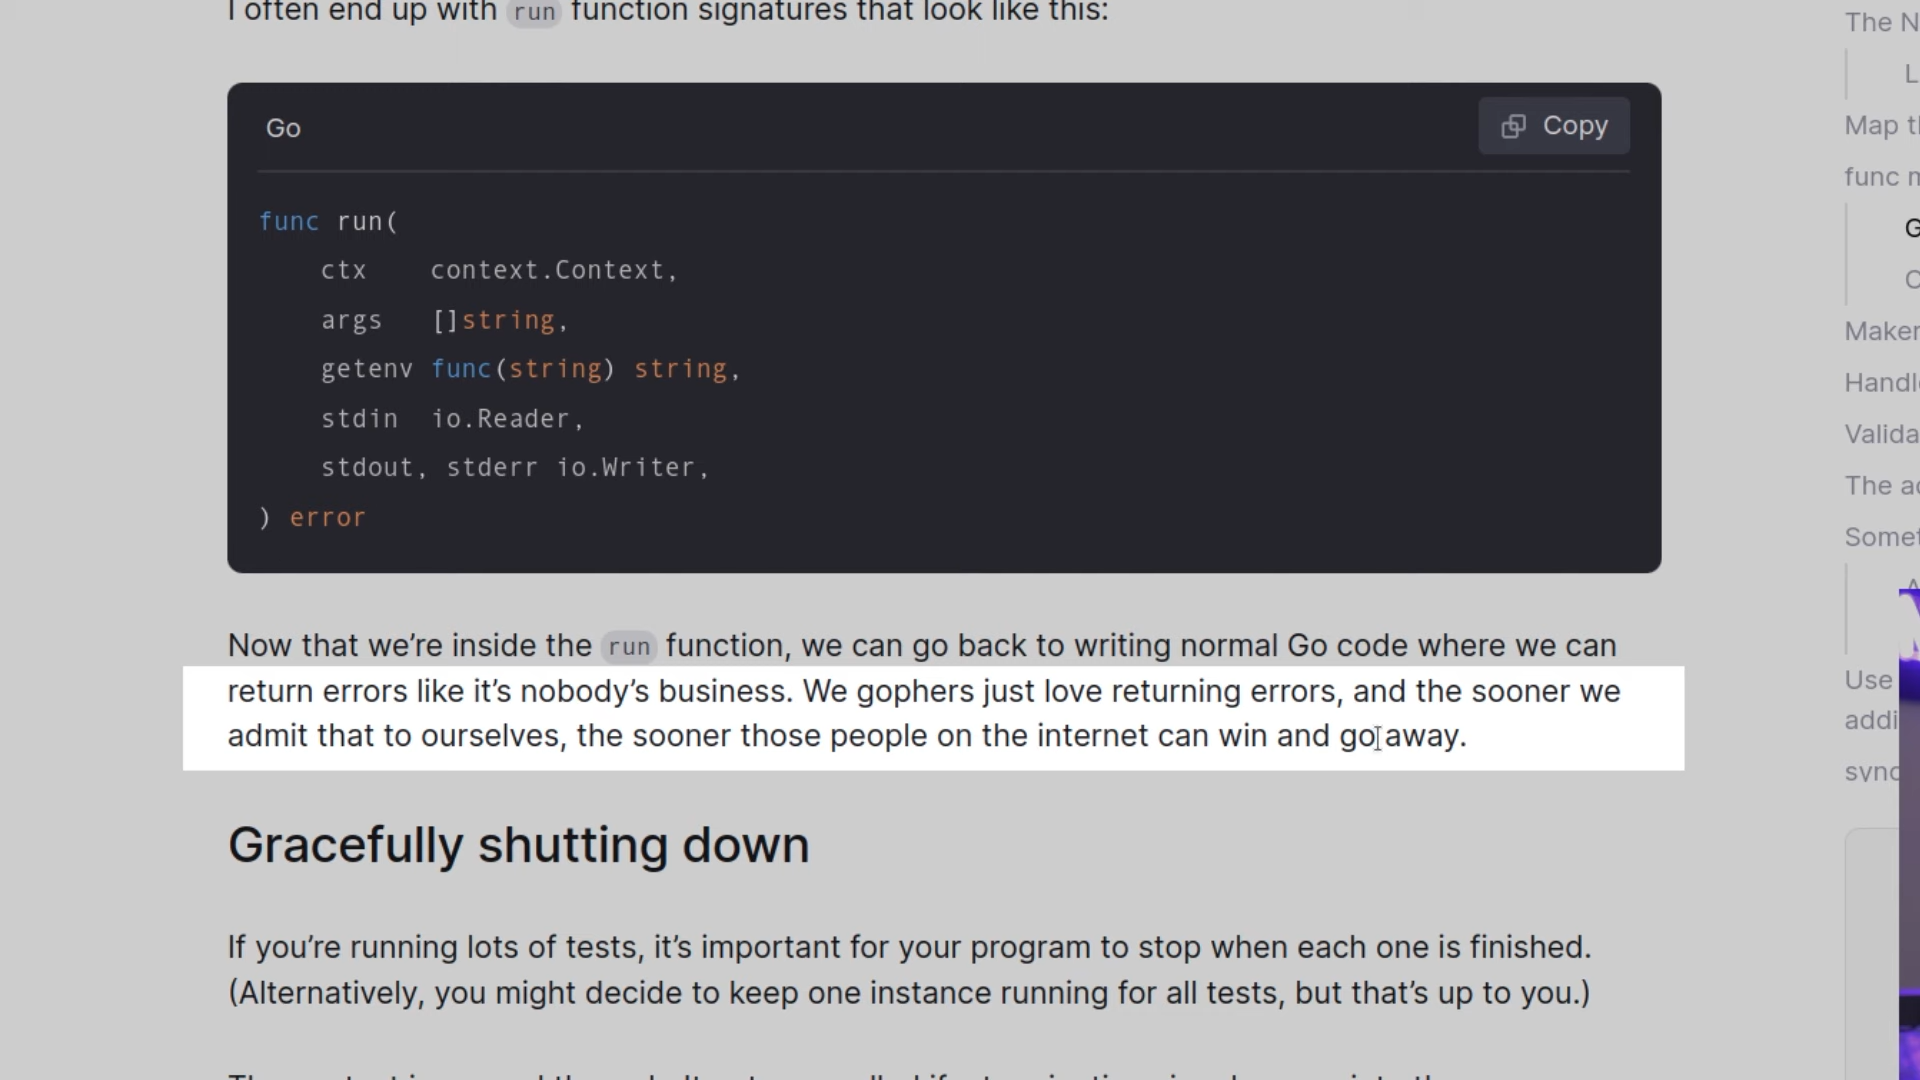 I often end up with run function signatures that look like this:
Go
Copy
func run(
ctx context.Context,
args []string,
getenv func(string) string,
stdin io.Reader,
stdout, stderr io.Writer,
) error
Now that we’re inside the run function, we can go back to writing normal Go code where we can
return errors like it’s nobody’s business. We gophers just love returning errors, and the sooner we
admit that to ourselves, the sooner those people on the internet can win and go away.
Gracefully shutting down
If you’re running lots of tests, it’s important for your program to stop when each one is finished.
(Alternatively, you might decide to keep one instance running for all tests, but that’s up to you.)
The
Map
func
Valida
The
Use